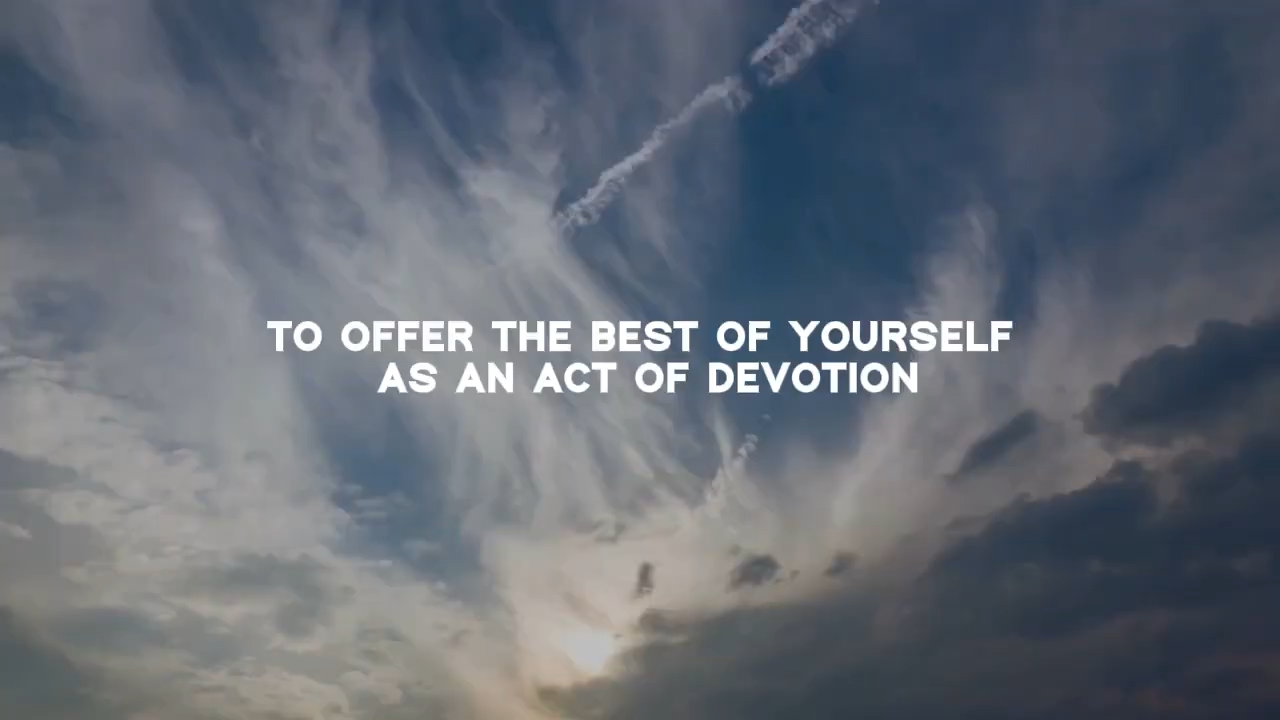 TO OFFER THE BEST OF YOURSELF
AS AN ACT OF DEVOTION